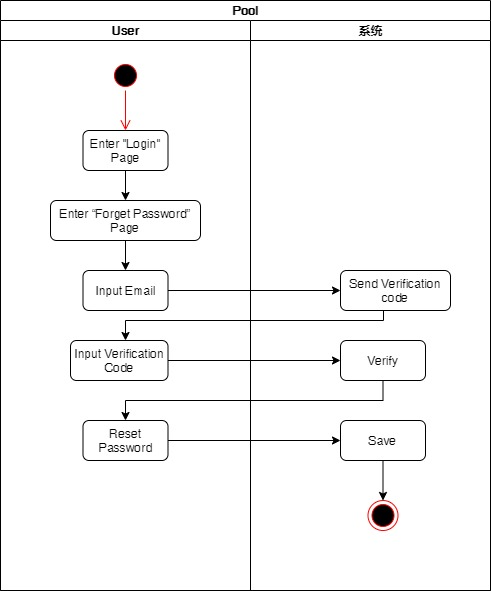 Pool
User
系统
Enter “Login“
Page
Enter “Forget Password”
Page
Input Email
Send Verification
code
Input Verification
Code
Verify
Reset
Password
Save